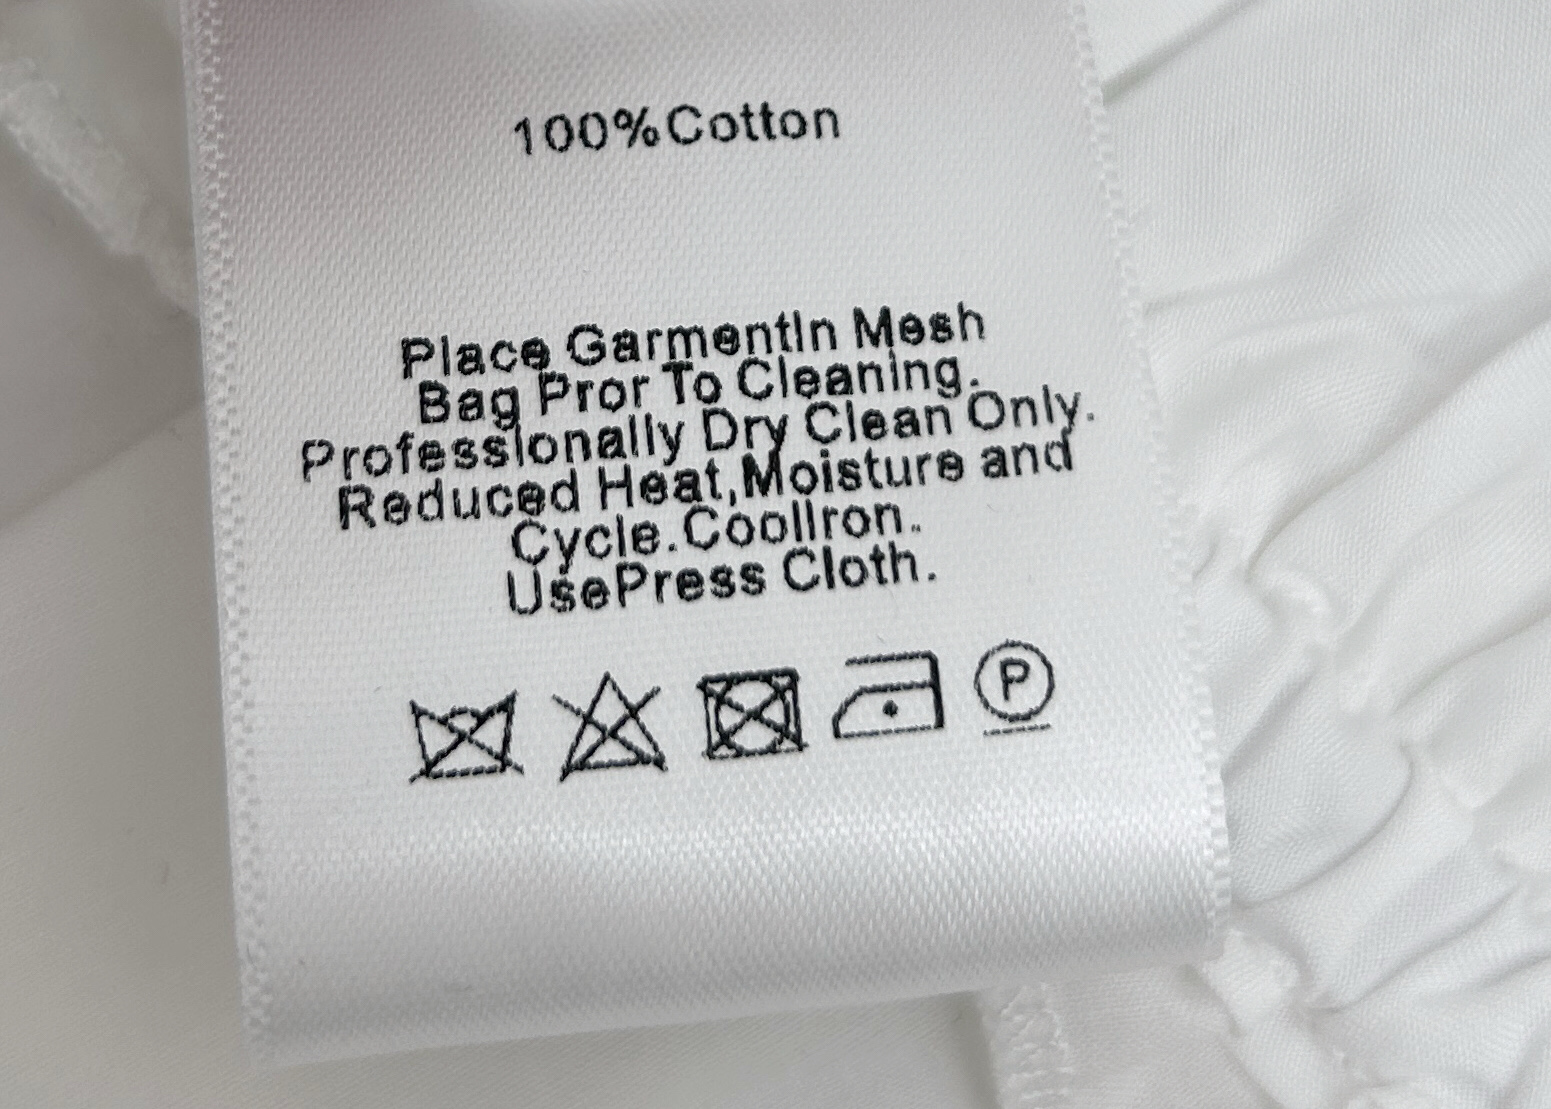 100%Cotton
Place GarmentIn Mesh
Bag Pror To Cleaning.
Professionally Dry Clean Only.
Reduced Heat,Moisture and
Cycle.CoolIron.
UsePress Cloth.
P